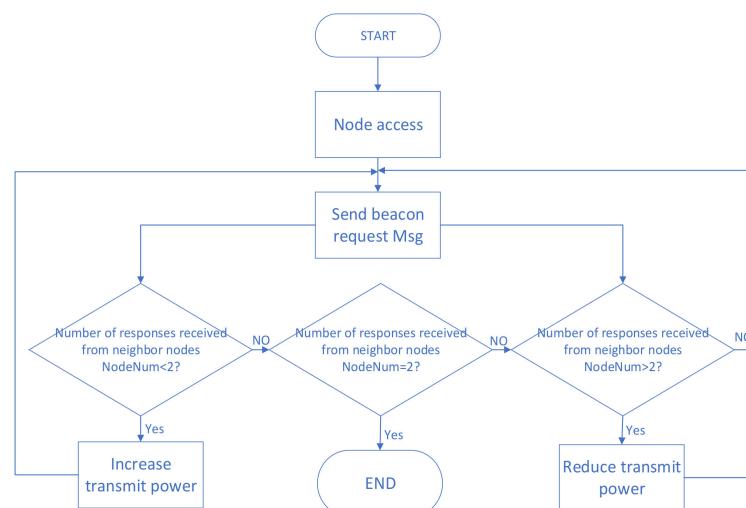 START
Node access
Send beacon
request Msg
Number of responses received
from neighbor nodes
NodeNum<2?
NO
Number of responses received
from neighbor nodes
NodeNum=2?
NO
Number of responses received
from neighbor nodes
NodeNum>2?
NO
Yes
Yes
Yes
Increase
transmit power
END
Reduce transmit
power